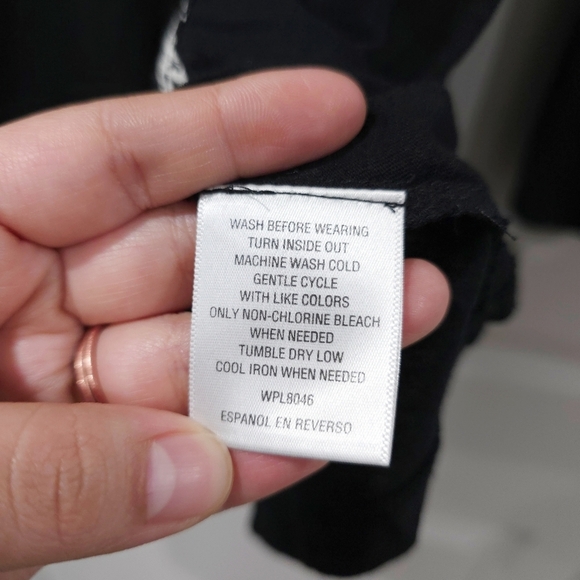 WASH BEFORE WEARING
TURN INSIDE OUT
MACHINE WASH COLD
GENTLE CYCLE
WITH LIKE COLORS
ONLY NON-CHLORINE BLEACH
WHEN NEEDED
TUMBLE DRY LOW
COOL IRON WHEN NEEDED
WPL8046
ESPANOL EN REVERSO